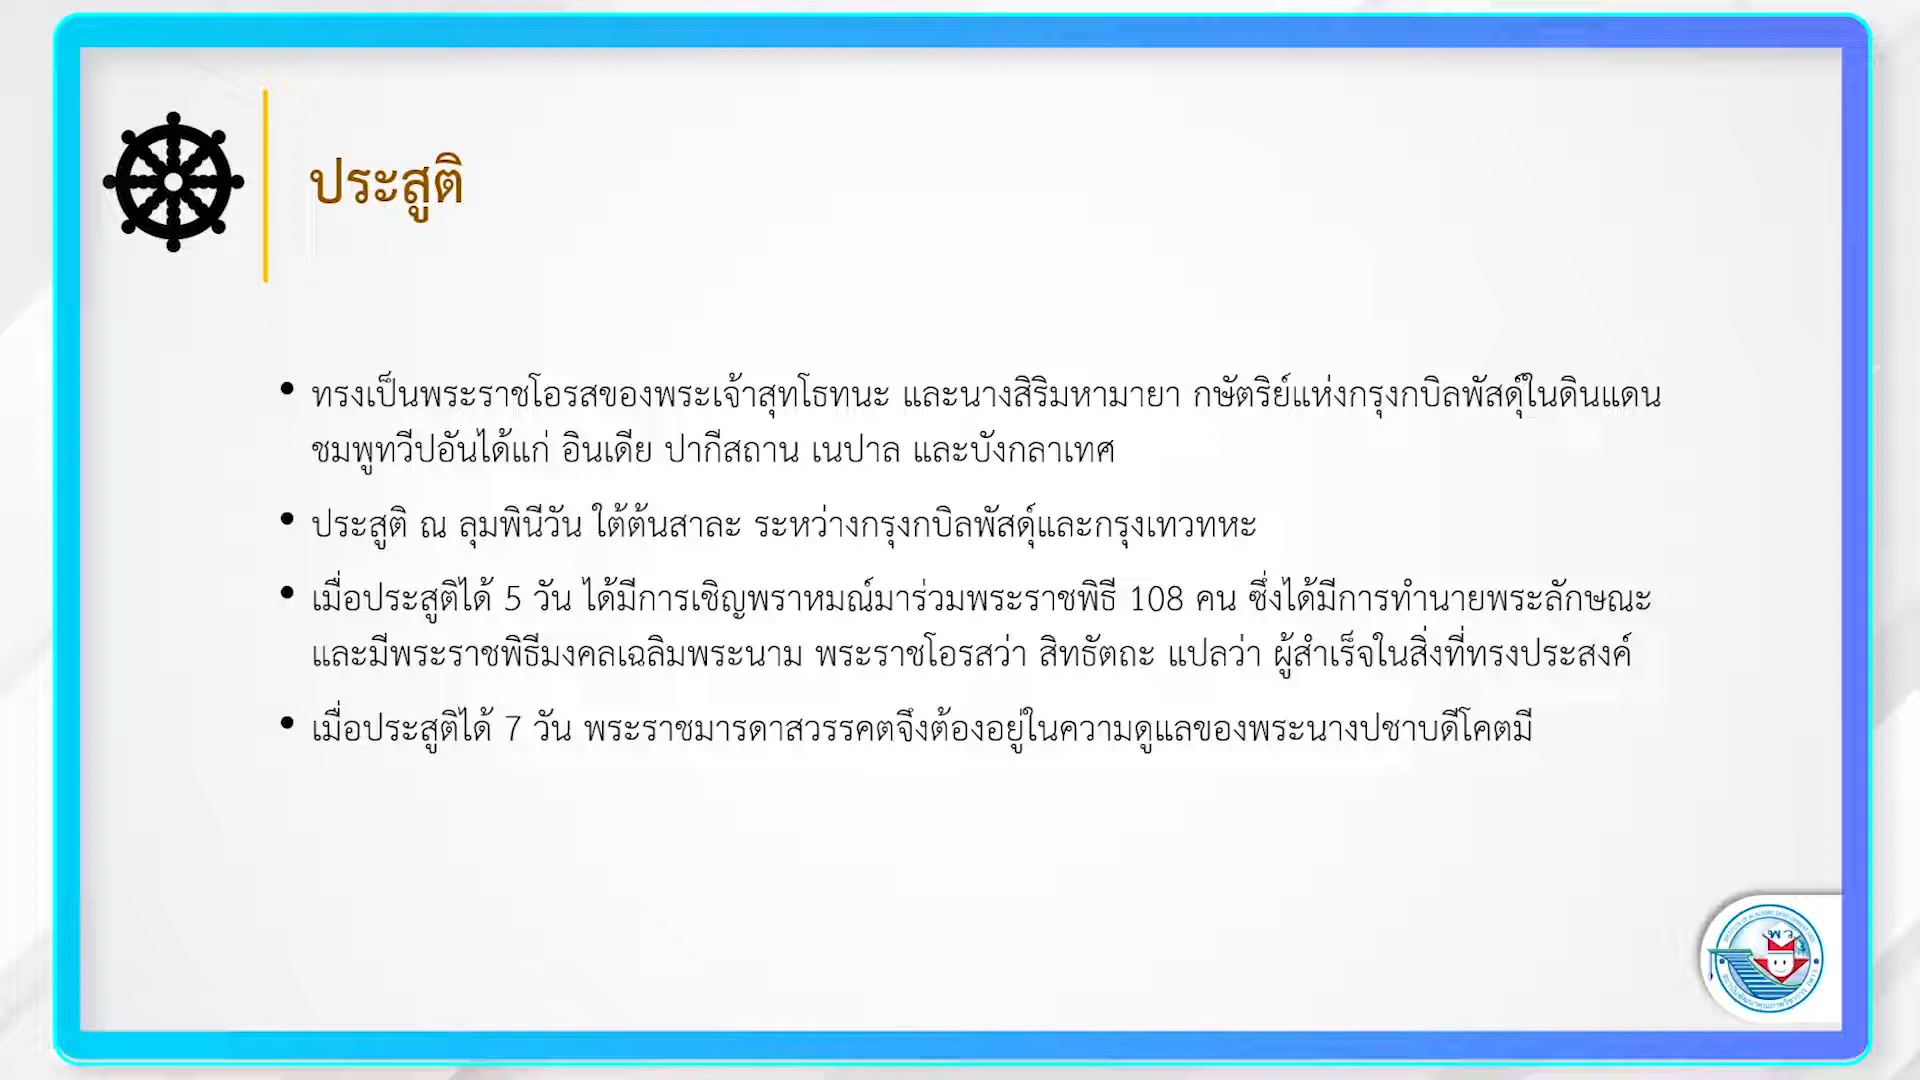 ประสูติ
• ทรงเป็นพระราชโอรสของพระเจ้าสุทโธทนะ และนางสิริมหามายา กษัตริย์แห่งกรุงกบิลพัสดุ์ในดินแดน
ชมพูทวีปอันได้แก่ อินเดีย ปากีสถาน เนปาล และบังกลาเทศ
• ประสูติ ณ ลุมพินีวัน ใต้ต้นสาละ ระหว่างกรุงกบิลพัสดุ์และกรุงเทวทหะ
• เมื่อประสูติได้ 5 วัน ได้มีการเชิญพราหมณ์มาร่วมพระราชพิธี 108 คน ซึ่งได้มีการทำนายพระลักษณะ
และมีพระราชพิธีมงคลเฉลิมพระนาม พระราชโอรสว่า สิทธัตถะ แปลว่า ผู้สำเร็จในสิ่งที่ทรงประสงค์
• เมื่อประสูติได้ 7 วัน พระราชมารดาสวรรคตจึงต้องอยู่ในความดูแลของพระนางปชาบดีโคตมี